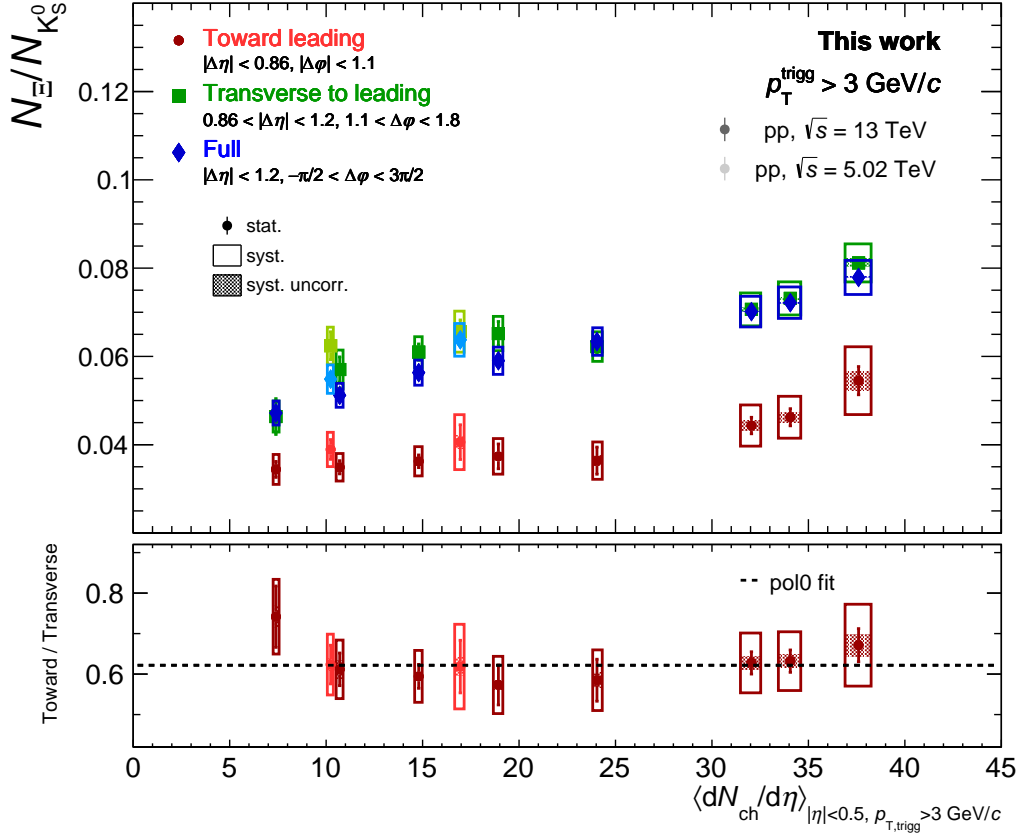 N_Ξ/N_{K^0_S}
Toward leading
|Δη| < 0.86, |Δφ| < 1.1
Transverse to leading
0.86 < |Δη| < 1.2, 1.1 < Δφ < 1.8
Full
|Δη| < 1.2, −π/2 < Δφ < 3π/2
This work
p_T^trigg > 3 GeV/c
pp, √s = 13 TeV
pp, √s = 5.02 TeV
stat.
syst.
syst. uncorr.
0.12
0.1
0.08
0.06
0.04
Toward / Transverse
0.8
0.6
pol0 fit
0 5 10 15 20 25 30 35 40 45
⟨dN_ch/dη⟩_{|η|<0.5, p_{T,trigg}>3 GeV/c}